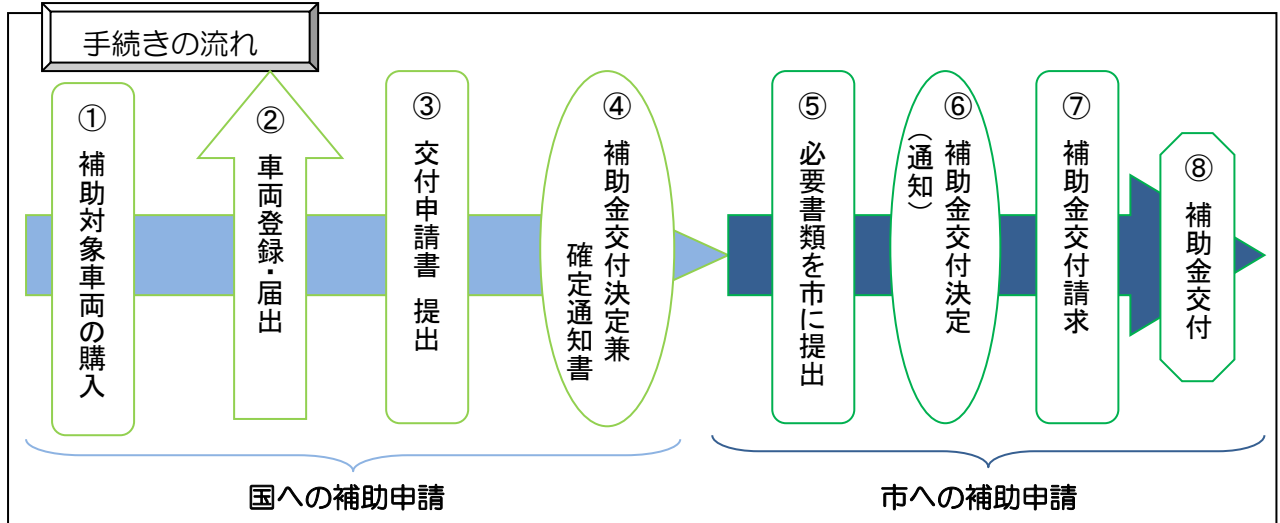 手続きの流れ
① 補助対象車両の購入
② 車両登録・届出
③ 交付申請書 提出
④ 補助金交付決定兼
確定通知書
⑤ 必要書類を市に提出
⑥ 補助金交付決定
（通知）
⑦ 補助金交付請求
⑧ 補助金交付
国への補助申請
市への補助申請